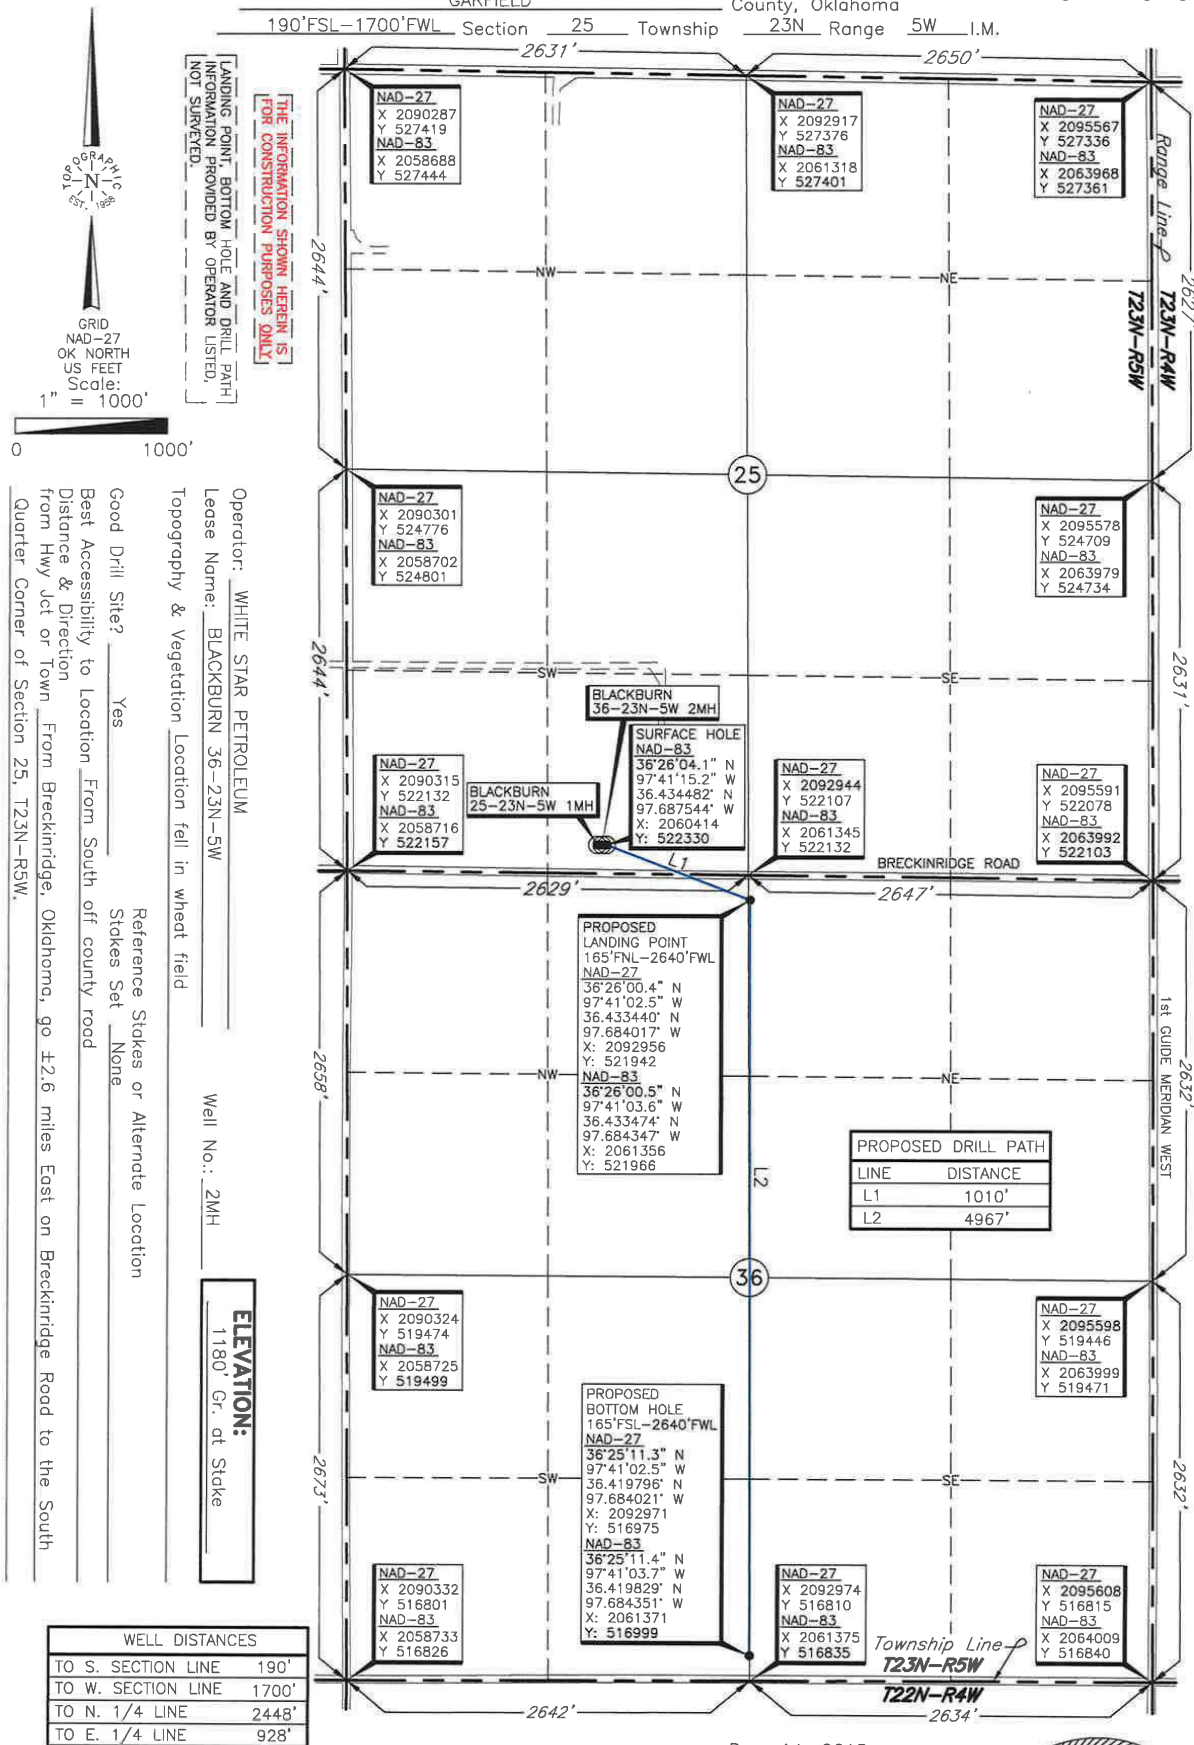 GARFIELD County, Oklahoma
190'FSL-1700'FWL Section 25 Township 23N Range 5W I.M.
2631'
2650'
LANDING POINT, BOTTOM HOLE AND DRILL PATH
INFORMATION PROVIDED BY OPERATOR LISTED,
NOT SURVEYED.
THE INFORMATION SHOWN HEREIN IS
FOR CONSTRUCTION PURPOSES ONLY
TOPOGRAPHIC
N
EST. 1958
GRID
NAD-27
OK NORTH
US FEET
Scale:
1" = 1000'
0 1000'
NAD-27
X 2090287
Y 527419
NAD-83
X 2058688
Y 527444
NAD-27
X 2092917
Y 527376
NAD-83
X 2061318
Y 527401
NAD-27
X 2095567
Y 527336
NAD-83
X 2063968
Y 527361
Range Line
T23N-R4W
T23N-R5W
2644'
2627'
NW
NE
25
NAD-27
X 2090301
Y 524776
NAD-83
X 2058702
Y 524801
NAD-27
X 2095578
Y 524709
NAD-83
X 2063979
Y 524734
2644'
2631'
SW
SE
BLACKBURN
36-23N-5W 2MH
SURFACE HOLE
NAD-83
36°26'04.1" N
97°41'15.2" W
36.434482° N
97.687544° W
X: 2060414
Y: 522330
BLACKBURN
25-23N-5W 1MH
NAD-27
X 2090315
Y 522132
NAD-83
X 2058716
Y 522157
NAD-27
X 2092944
Y 522107
NAD-83
X 2061345
Y 522132
NAD-27
X 2095591
Y 522078
NAD-83
X 2063992
Y 522103
L1
BRECKINRIDGE ROAD
2629'
2647'
PROPOSED
LANDING POINT
165'FNL-2640'FWL
NAD-27
36°26'00.4" N
97°41'02.5" W
36.433440° N
97.684017° W
X: 2092956
Y: 521942
NAD-83
36°26'00.5" N
97°41'03.6" W
36.433474° N
97.684347° W
X: 2061356
Y: 521966
1st GUIDE MERIDIAN WEST
2658'
2632'
NW
NE
L2
PROPOSED DRILL PATH
LINE DISTANCE
L1 1010'
L2 4967'
36
NAD-27
X 2090324
Y 519474
NAD-83
X 2058725
Y 519499
NAD-27
X 2095598
Y 519446
NAD-83
X 2063999
Y 519471
PROPOSED
BOTTOM HOLE
165'FSL-2640'FWL
NAD-27
36°25'11.3" N
97°41'02.5" W
36.419796° N
97.684021° W
X: 2092971
Y: 516975
NAD-83
36°25'11.4" N
97°41'03.7" W
36.419829° N
97.684351° W
X: 2061371
Y: 516999
2673'
2632'
SW
SE
NAD-27
X 2090332
Y 516801
NAD-83
X 2058733
Y 516826
NAD-27
X 2092974
Y 516810
NAD-83
X 2061375
Y 516835
NAD-27
X 2095608
Y 516815
NAD-83
X 2064009
Y 516840
Township Line
T23N-R5W
T22N-R4W
2642'
2634'
Operator: WHITE STAR PETROLEUM
Lease Name: BLACKBURN 36-23N-5W Well No.: 2MH
ELEVATION:
1180' Gr. at Stake
Topography & Vegetation Location fell in wheat field
Good Drill Site? Yes
Reference Stakes or Alternate Location
Stakes Set None
Best Accessibility to Location From South off county road
Distance & Direction
from Hwy Jct or Town From Breckinridge, Oklahoma, go ±2.6 miles East on Breckinridge Road to the South
Quarter Corner of Section 25, T23N-R5W.
WELL DISTANCES
TO S. SECTION LINE 190'
TO W. SECTION LINE 1700'
TO N. 1/4 LINE 2448'
TO E. 1/4 LINE 928'